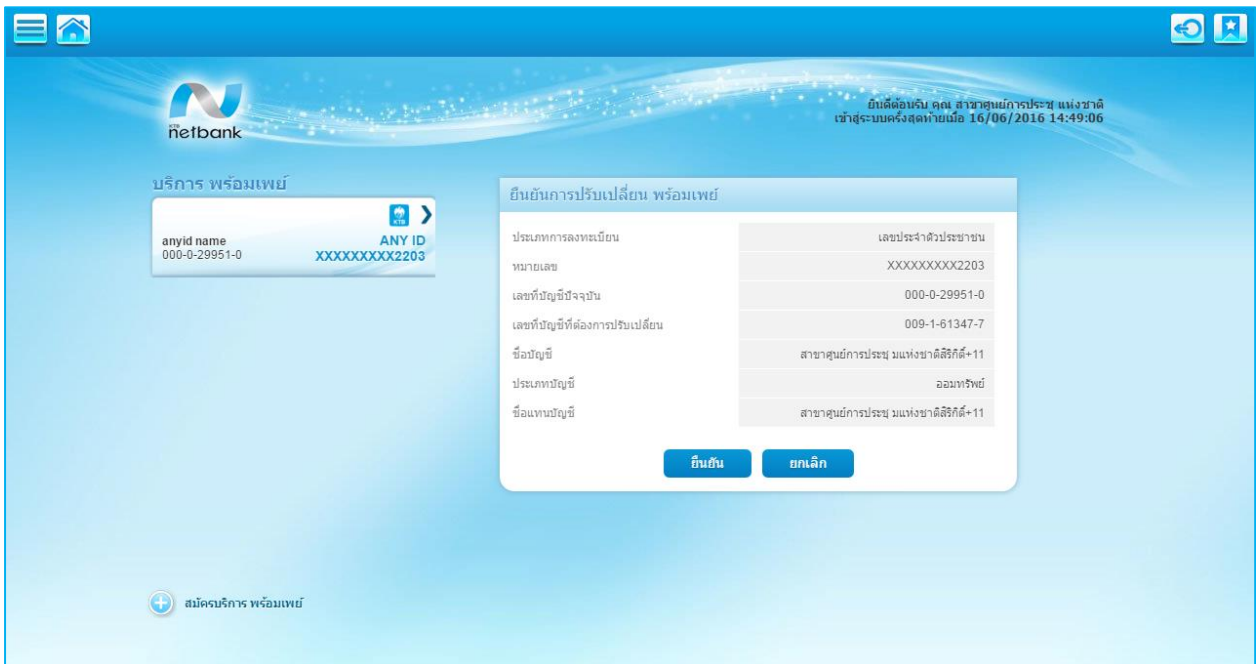 ยินดีต้อนรับ คุณ สาขาศูนย์การประชุ แห่งชาติ
เข้าสู่ระบบครั้งสุดท้ายเมื่อ 16/06/2016 14:49:06
KTB
netbank
บริการ พร้อมเพย์
KTB
anyid name
ANY ID
000-0-29951-0
XXXXXXXXX2203
ยืนยันการปรับเปลี่ยน พร้อมเพย์
ประเภทการลงทะเบียน
เลขประจำตัวประชาชน
หมายเลข
XXXXXXXXX2203
เลขที่บัญชีปัจจุบัน
000-0-29951-0
เลขที่บัญชีที่ต้องการปรับเปลี่ยน
009-1-61347-7
ชื่อบัญชี
สาขาศูนย์การประชุ มแห่งชาติสิริกิติ์+11
ประเภทบัญชี
ออมทรัพย์
ชื่อแทนบัญชี
สาขาศูนย์การประชุ มแห่งชาติสิริกิติ์+11
ยืนยัน
ยกเลิก
สมัครบริการ พร้อมเพย์